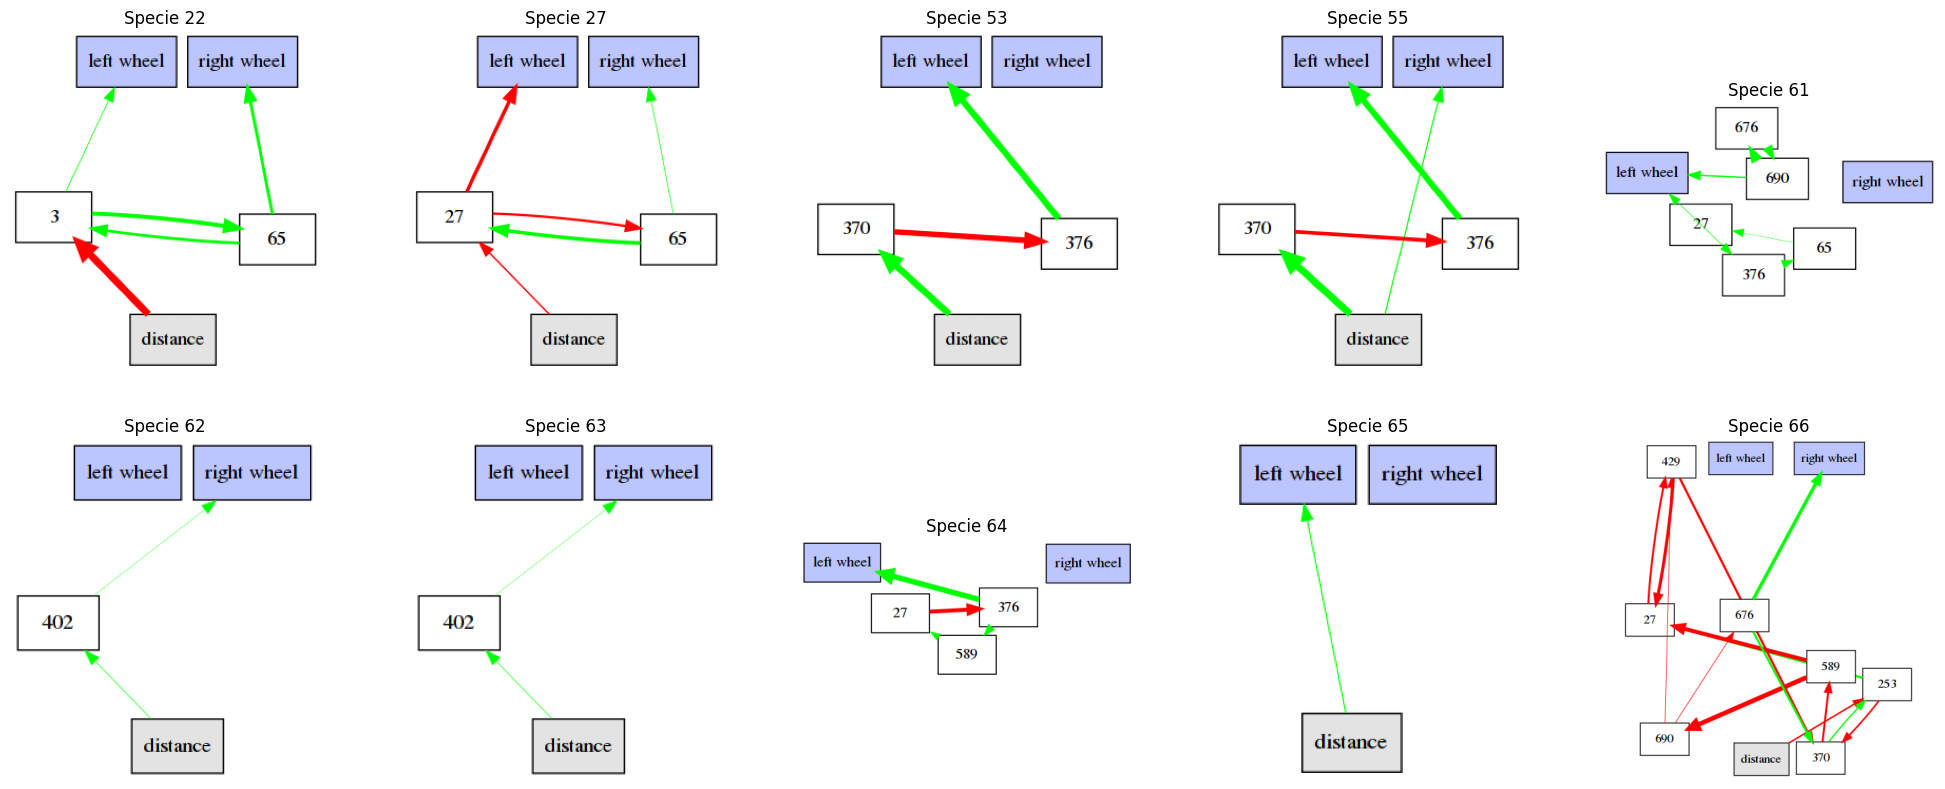 Specie 22
left wheel
right wheel
3
65
distance
Specie 27
left wheel
right wheel
27
65
distance
Specie 53
left wheel
right wheel
370
376
distance
Specie 55
left wheel
right wheel
370
376
distance
Specie 61
676
left wheel
690
right wheel
27
65
376
Specie 62
left wheel
right wheel
402
distance
Specie 63
left wheel
right wheel
402
distance
Specie 64
left wheel
right wheel
27
376
589
Specie 65
left wheel
right wheel
distance
Specie 66
429
left wheel
right wheel
27
676
589
253
690
distance
370